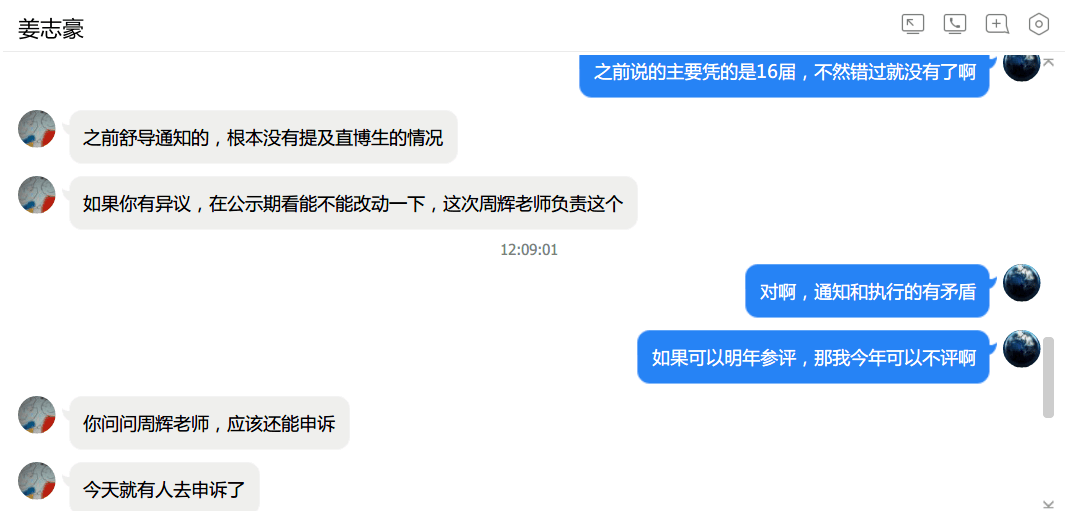 姜志豪
之前说的主要凭的是16届，不然错过就没有了啊
之前舒导通知的，根本没有提及直博生的情况
如果你有异议，在公示期看能不能改动一下，这次周辉老师负责这个
12:09:01
对啊，通知和执行的有矛盾
如果可以明年参评，那我今年可以不评啊
你问问周辉老师，应该还能申诉
今天就有人去申诉了